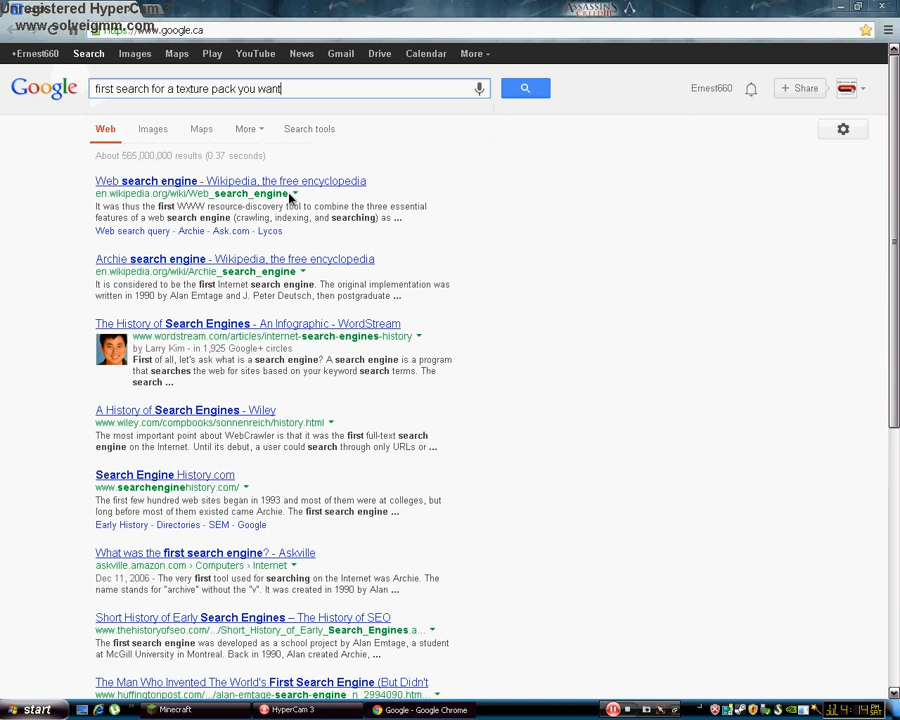 Unregistered HyperCam
www.solveigmm.com
ASSASSINS
https://www.google.ca
+Ernest660 Search Images Maps Play YouTube News Gmail Drive Calendar More
Google
first search for a texture pack you want
Ernest660
+ Share
Web Images Maps More Search tools
About 565,000,000 results (0.37 seconds)
Web search engine - Wikipedia, the free encyclopedia
en.wikipedia.org/wiki/Web_search_engine
It was thus the first WWW resource-discovery tool to combine the three essential
features of a web search engine (crawling, indexing, and searching) as ...
Web search query - Archie - Ask.com - Lycos
Archie search engine - Wikipedia, the free encyclopedia
en.wikipedia.org/wiki/Archie_search_engine
It is considered to be the first Internet search engine. The original implementation was
written in 1990 by Alan Emtage and J. Peter Deutsch, then postgraduate ...
The History of Search Engines - An Infographic - WordStream
www.wordstream.com/articles/internet-search-engines-history
by Larry Kim - in 1,925 Google+ circles
First of all, let's ask what is a search engine? A search engine is a program
that searches the web for sites based on your keyword search terms. The
search ...
A History of Search Engines - Wiley
www.wiley.com/compbooks/sonnenreich/history.html
The most important point about WebCrawler is that it was the first full-text search
engine on the Internet. Until its debut, a user could search through only URLs or ...
Search Engine History.com
www.searchenginehistory.com/
The first few hundred web sites began in 1993 and most of them were at colleges, but
long before most of them existed came Archie. The first search engine ...
Early History - Directories - SEM - Google
What was the first search engine? - Askville
askville.amazon.com › Computers › Internet
Dec 11, 2006 - The very first tool used for searching on the Internet was Archie. The
name stands for "archive" without the "v". It was created in 1990 by Alan ...
Short History of Early Search Engines – The History of SEO
www.thehistoryofseo.com/.../Short_History_of_Early_Search_Engines.a...
The first search engine was developed as a school project by Alan Emtage, a student
at McGill University in Montreal. Back in 1990, Alan created Archie, ...
The Man Who Invented The World's First Search Engine (But Didn't
www.huffingtonpost.com/.../alan-emtage-search-engine_n_2994090.htm...
start Minecraft HyperCam 3 Google - Google Chrome
4:14 PM
SAT